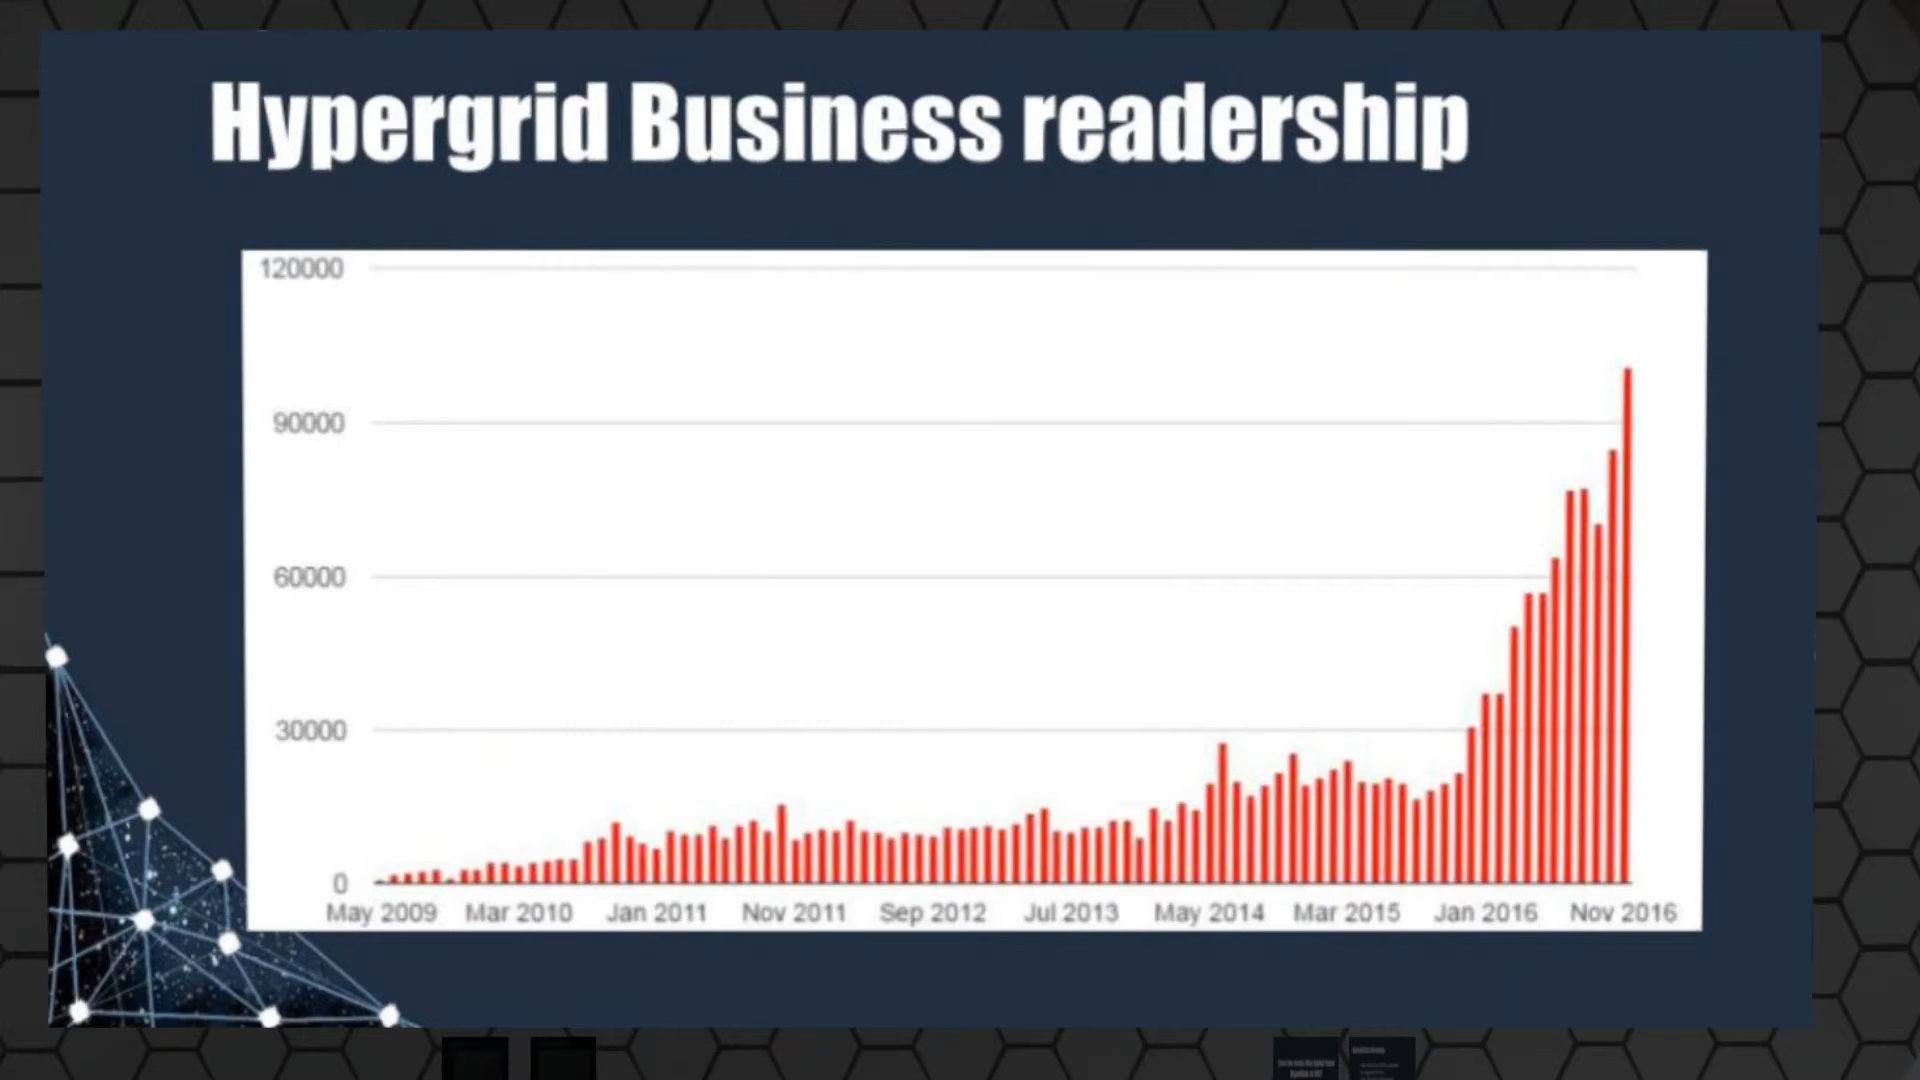 Hypergrid Business readership
120000
90000
60000
30000
0
May 2009 Mar 2010 Jan 2011 Nov 2011 Sep 2012 Jul 2013 May 2014 Mar 2015 Jan 2016 Nov 2016